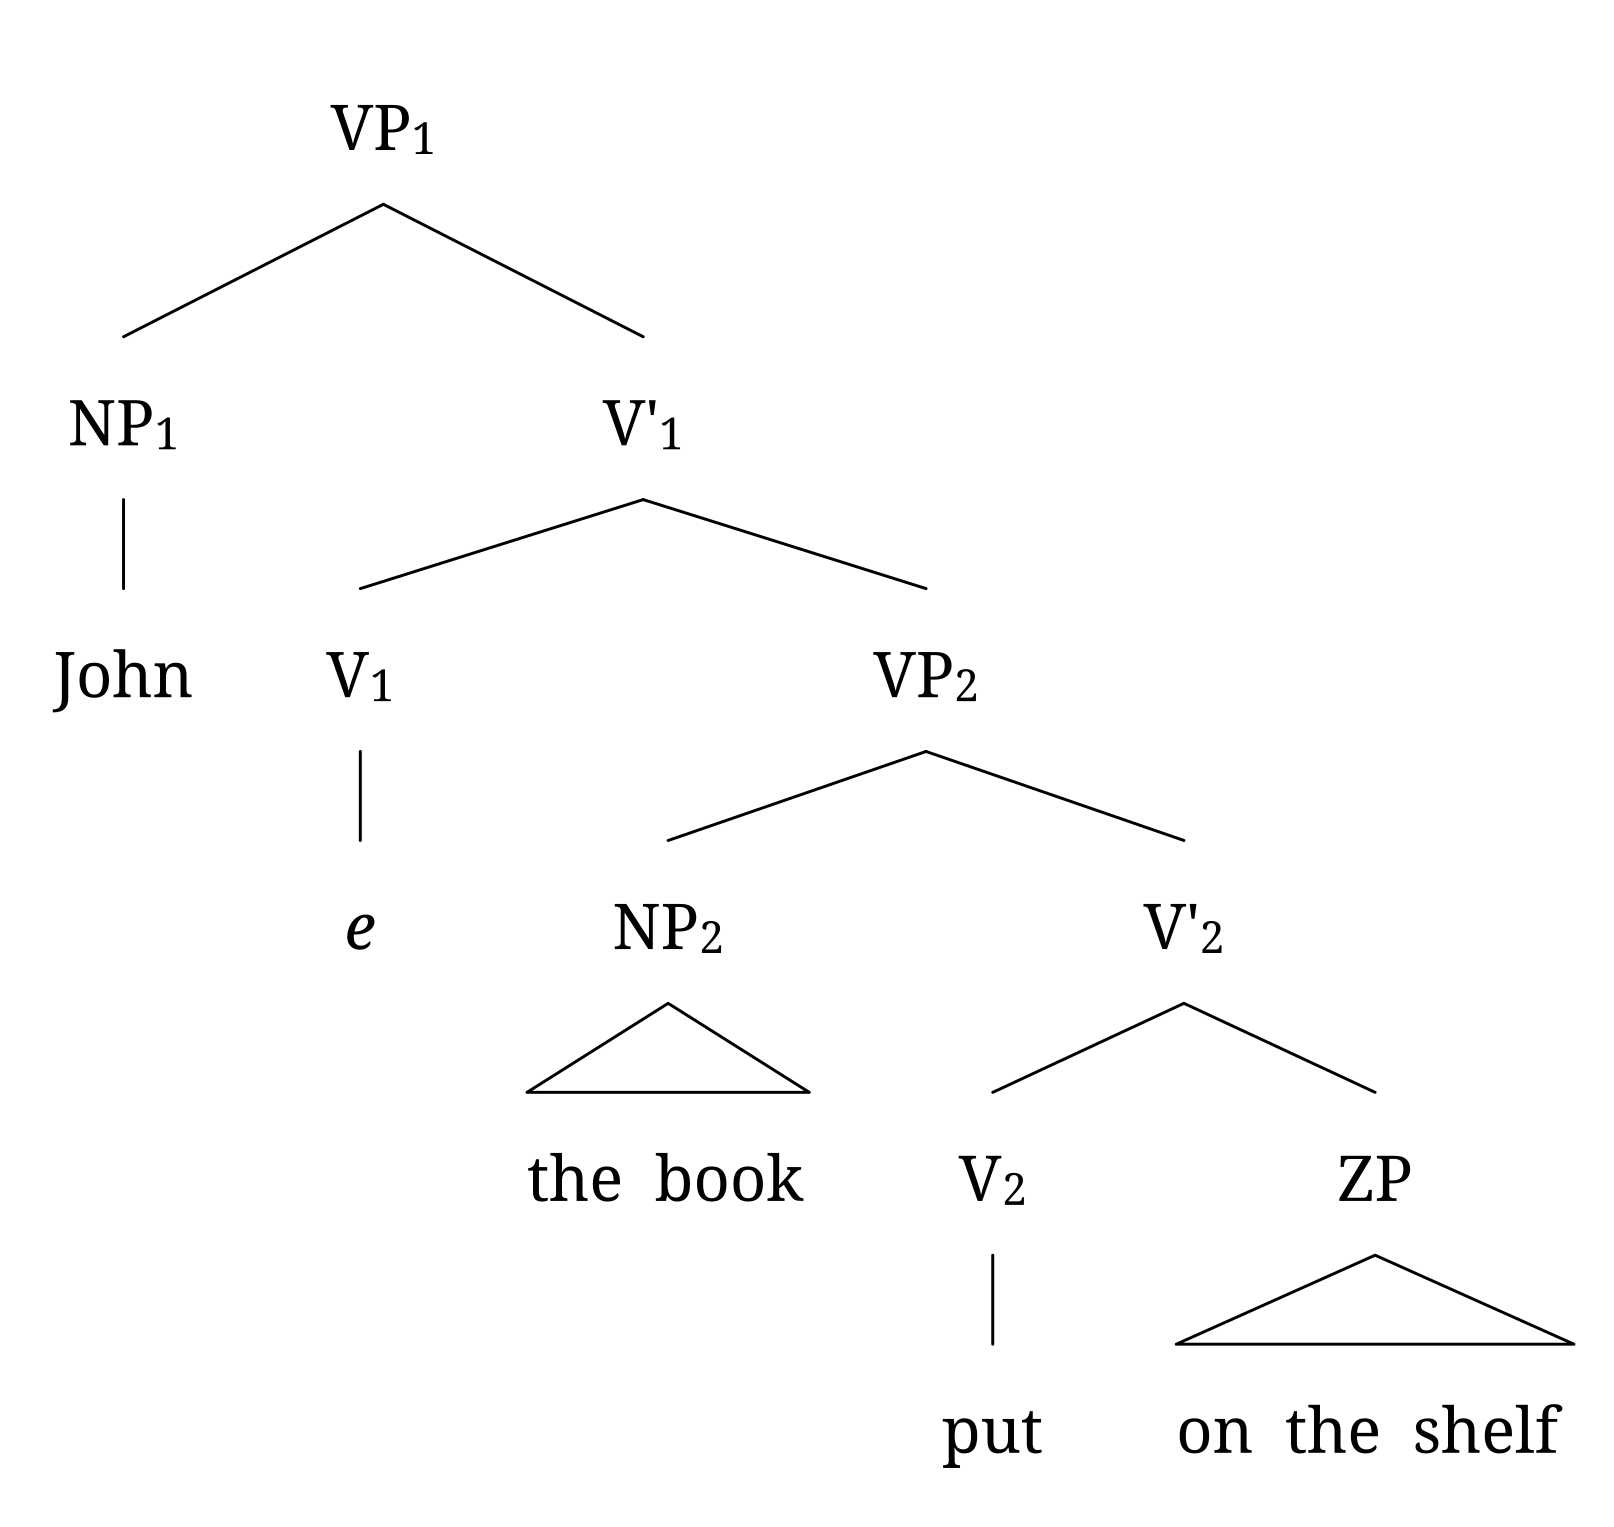 VP₁
NP₁ V'₁
John V₁ VP₂
e NP₂ V'₂
the book V₂ ZP
put on the shelf